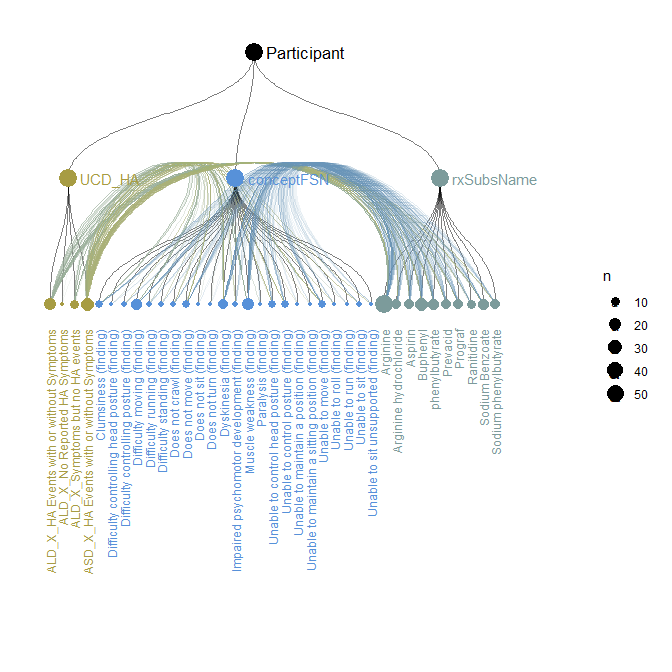 Participant
UCD_HA
conceptFSN
rxSubsName
n
10
20
30
40
50
ALD_X_HA Events with or without Symptoms
ALD_X_No Reported HA Symptoms
ALD_X_Symptoms but no HA events
ASD_X_HA Events with or without Symptoms
Clumsiness (finding)
Difficulty controlling head posture (finding)
Difficulty controlling posture (finding)
Difficulty moving (finding)
Difficulty running (finding)
Difficulty standing (finding)
Does not crawl (finding)
Does not move (finding)
Does not sit (finding)
Does not turn (finding)
Dyskinesia (finding)
Impaired psychomotor development (finding)
Muscle weakness (finding)
Paralysis (finding)
Unable to control head posture (finding)
Unable to control posture (finding)
Unable to maintain a position (finding)
Unable to maintain a sitting position (finding)
Unable to move (finding)
Unable to roll (finding)
Unable to run (finding)
Unable to sit (finding)
Unable to sit unsupported (finding)
Arginine
Arginine hydrochloride
Aspirin
Buphenyl
phenylbutyrate
Prevacid
Prograf
Ranitidine
Sodium Benzoate
Sodium phenylbutyrate